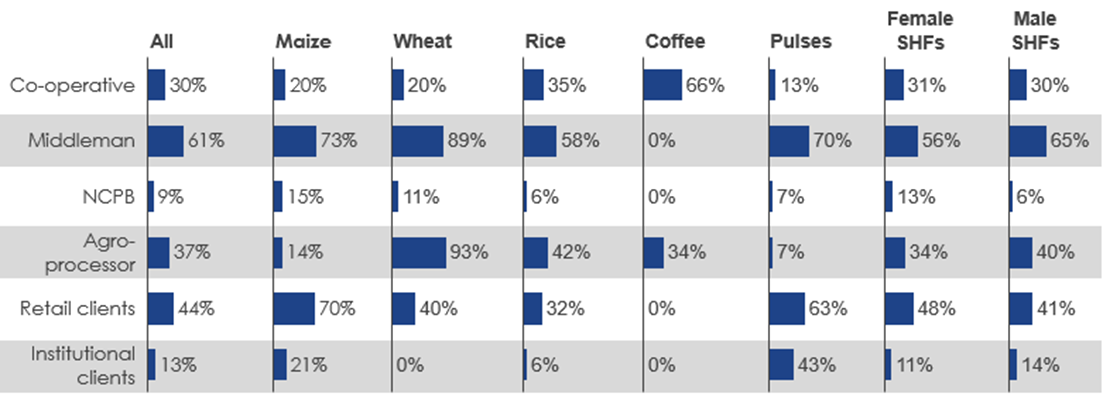 All Maize Wheat Rice Coffee Pulses Female SHFs Male SHFs
Co-operative 30% 20% 20% 35% 66% 13% 31% 30%
Middleman 61% 73% 89% 58% 0% 70% 56% 65%
NCPB 9% 15% 11% 6% 0% 7% 13% 6%
Agro-
processor 37% 14% 93% 42% 34% 7% 34% 40%
Retail clients 44% 70% 40% 32% 0% 63% 48% 41%
Institutional
clients 13% 21% 0% 6% 0% 43% 11% 14%